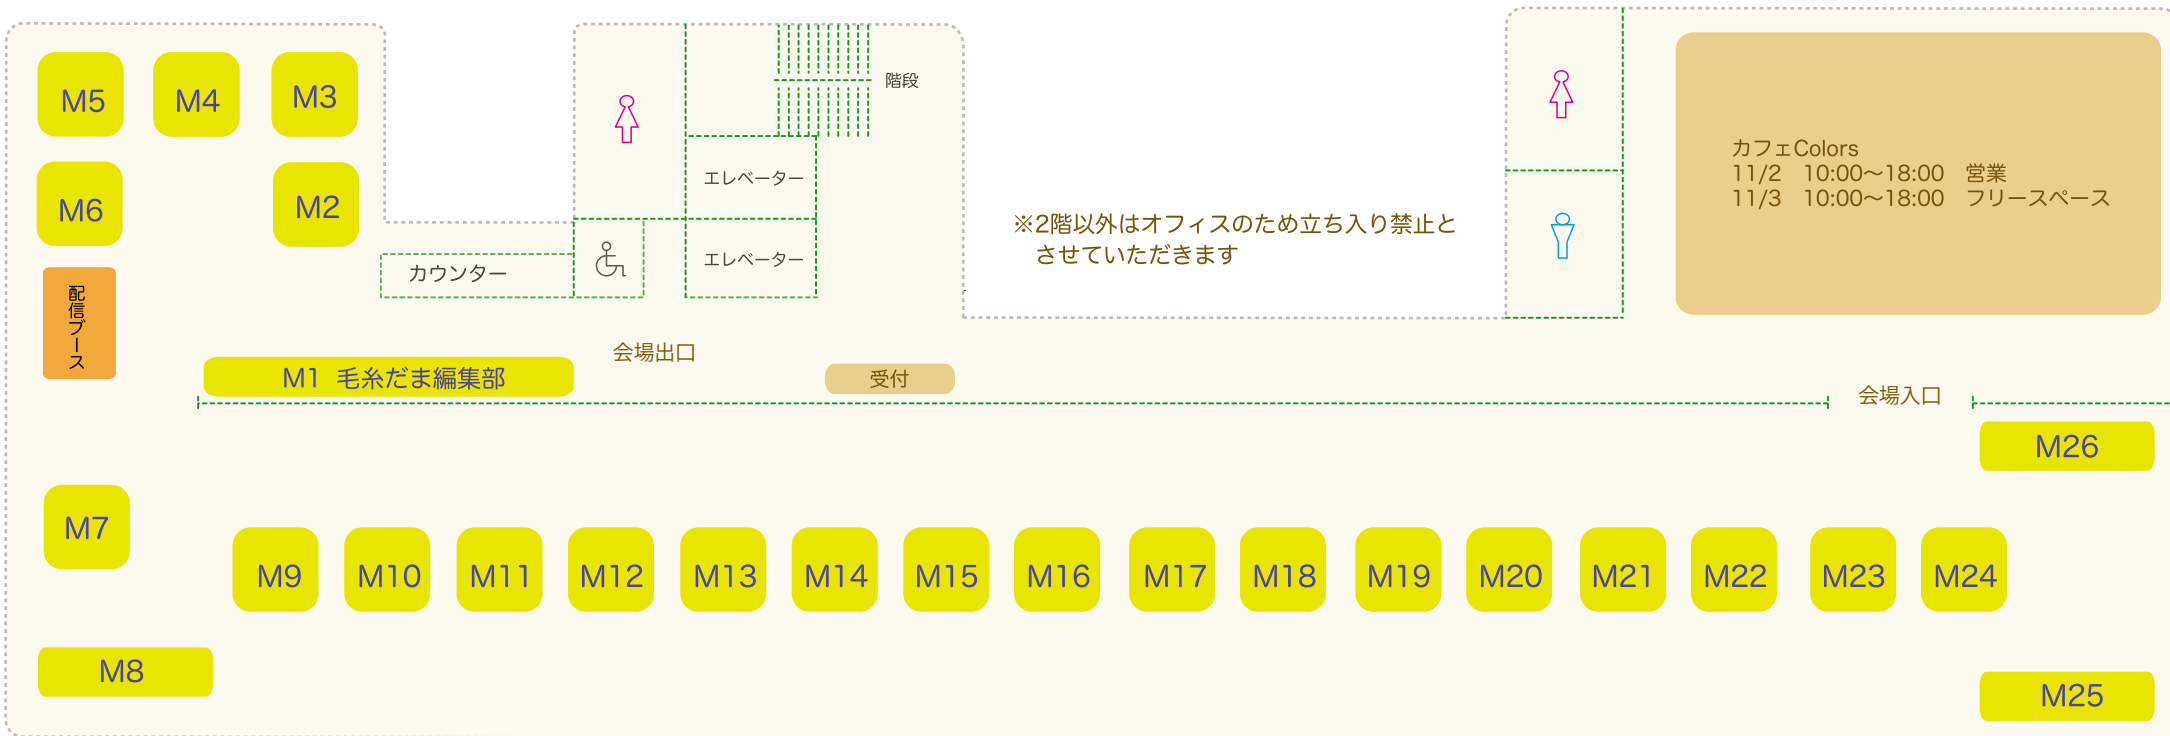 M5
M4
M3
階段
M6
M2
エレベーター
カフェColors
11/2 10:00〜18:00 営業
11/3 10:00〜18:00 フリースペース
※2階以外はオフィスのため立ち入り禁止と
させていただきます
カウンター
エレベーター
配信ブース
会場出口
M1 毛糸だま編集部
受付
会場入口
M26
M7
M9
M10
M11
M12
M13
M14
M15
M16
M17
M18
M19
M20
M21
M22
M23
M24
M8
M25